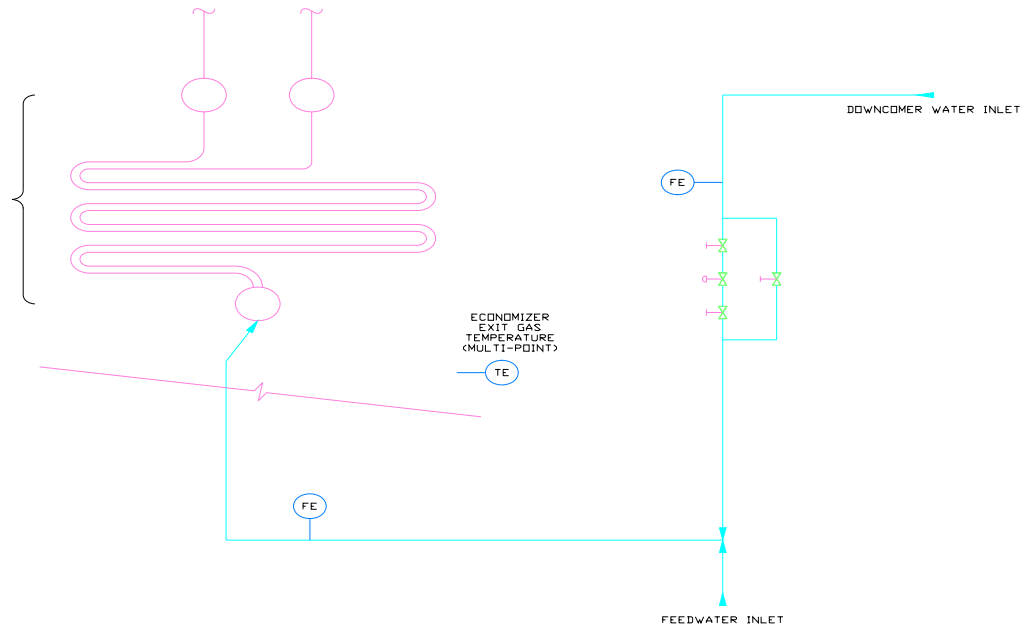 DOWNCOMER WATER INLET
FE
ECONOMIZER
EXIT GAS
TEMPERATURE
(MULTI-POINT)
TE
FE
FEEDWATER INLET